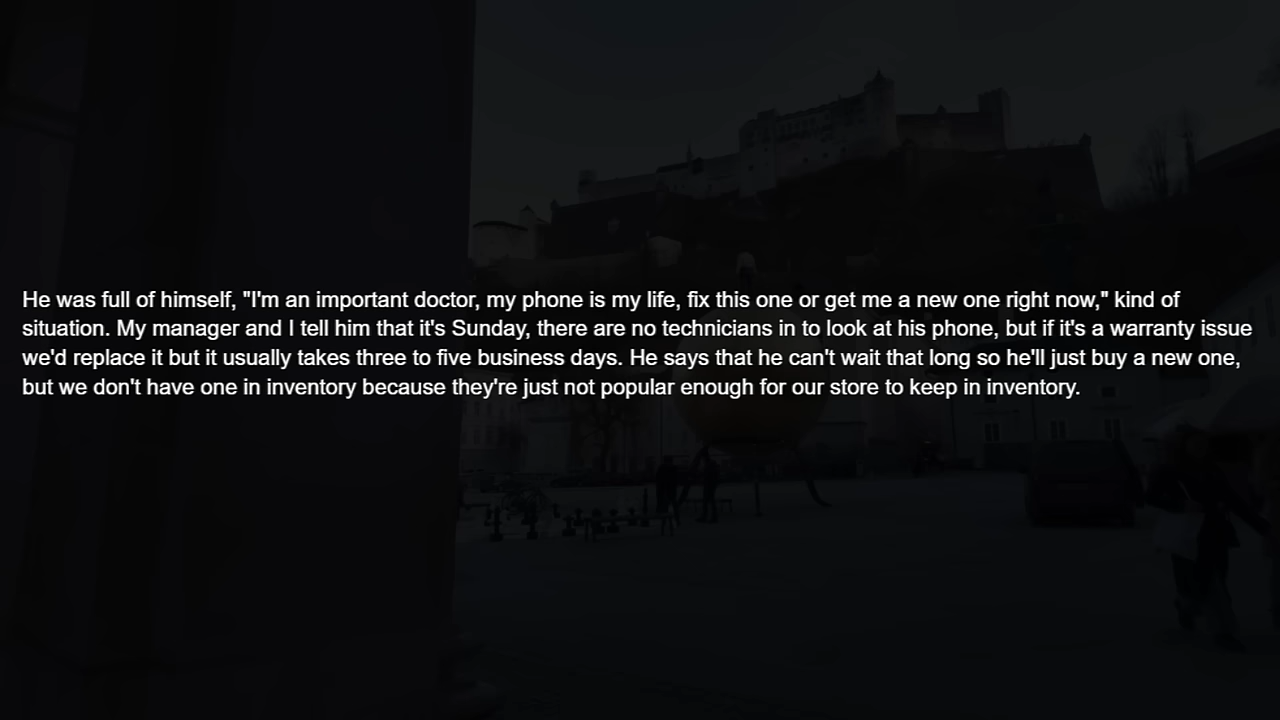 He was full of himself, "I'm an important doctor, my phone is my life, fix this one or get me a new one right now," kind of
situation. My manager and I tell him that it's Sunday, there are no technicians in to look at his phone, but if it's a warranty issue
we'd replace it but it usually takes three to five business days. He says that he can't wait that long so he'll just buy a new one,
but we don't have one in inventory because they're just not popular enough for our store to keep in inventory.